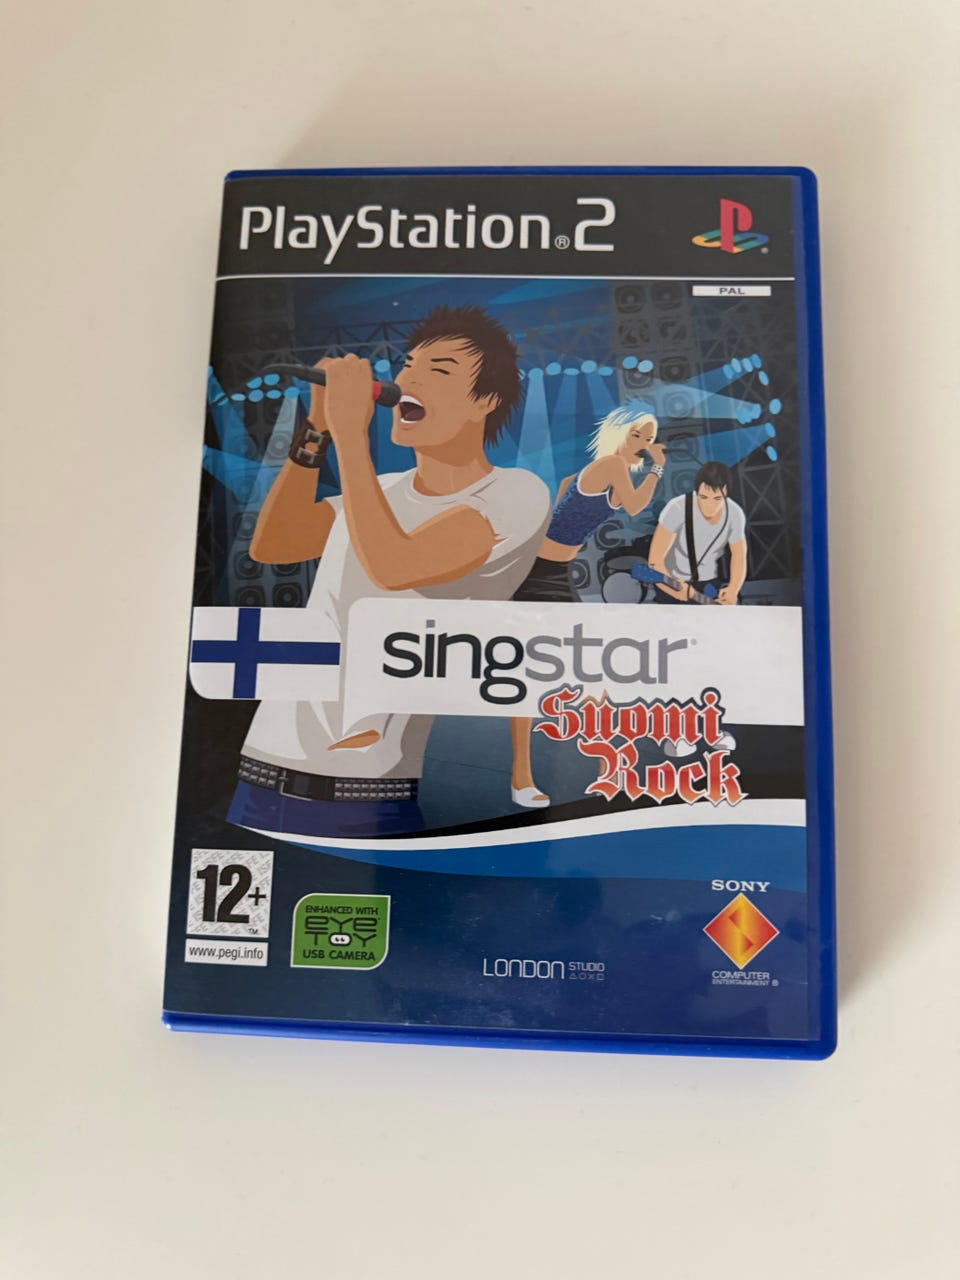 PlayStation®2
PAL
singstar®
Suomi
Rock
12+
TM
www.pegi.info
ENHANCED WITH
EYE
TOY
USB CAMERA
LONDON STUDIO
SONY
COMPUTER
ENTERTAINMENT ®